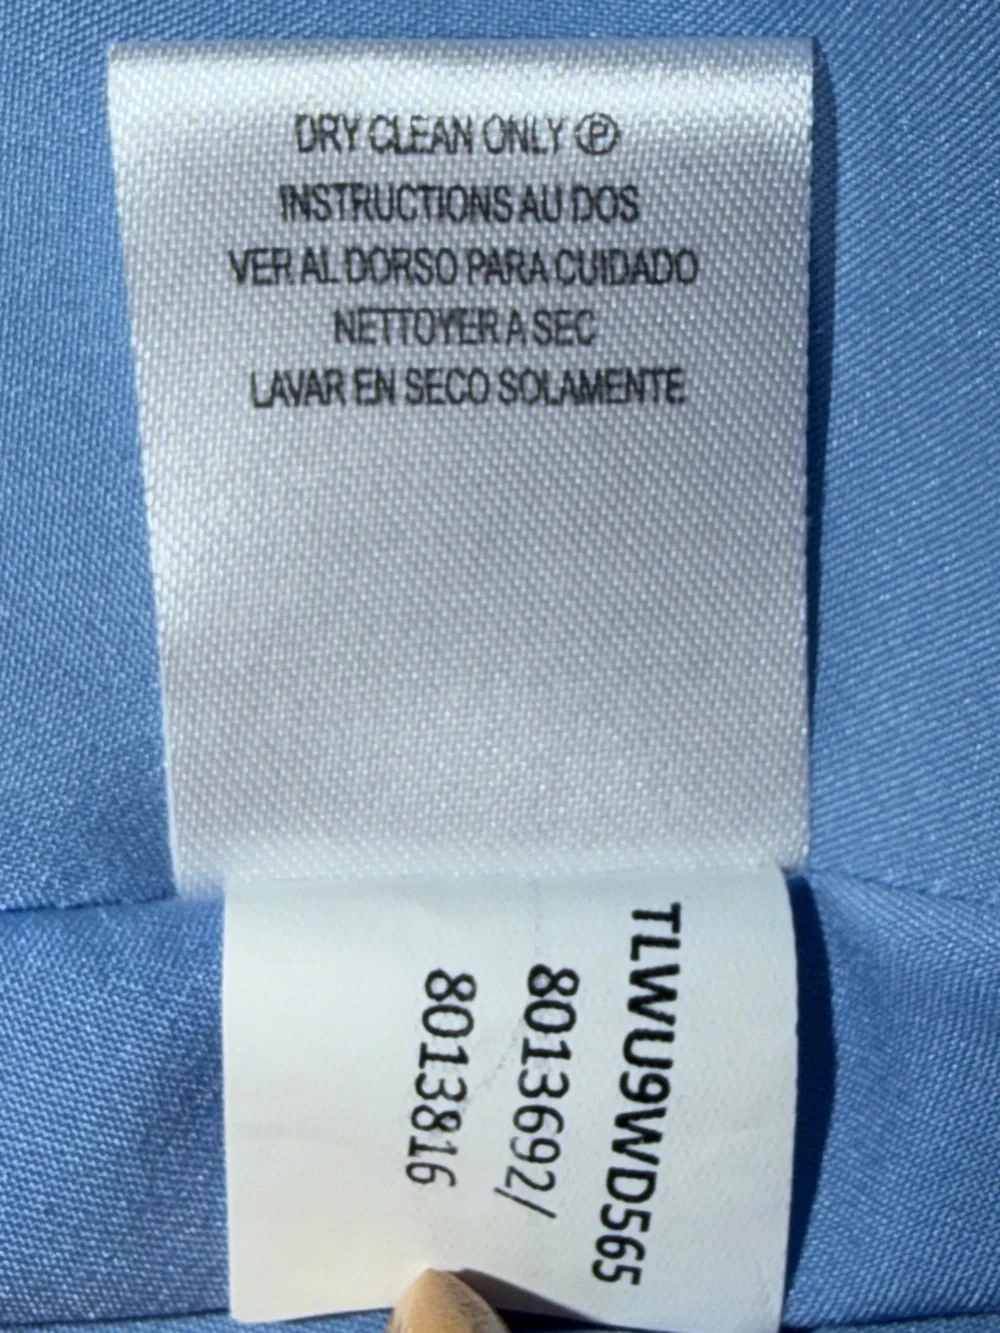 DRY CLEAN ONLY Ⓟ
INSTRUCTIONS AU DOS
VER AL DORSO PARA CUIDADO
NETTOYER A SEC
LAVAR EN SECO SOLAMENTE
TLWU9WD565
8013692/
8013816